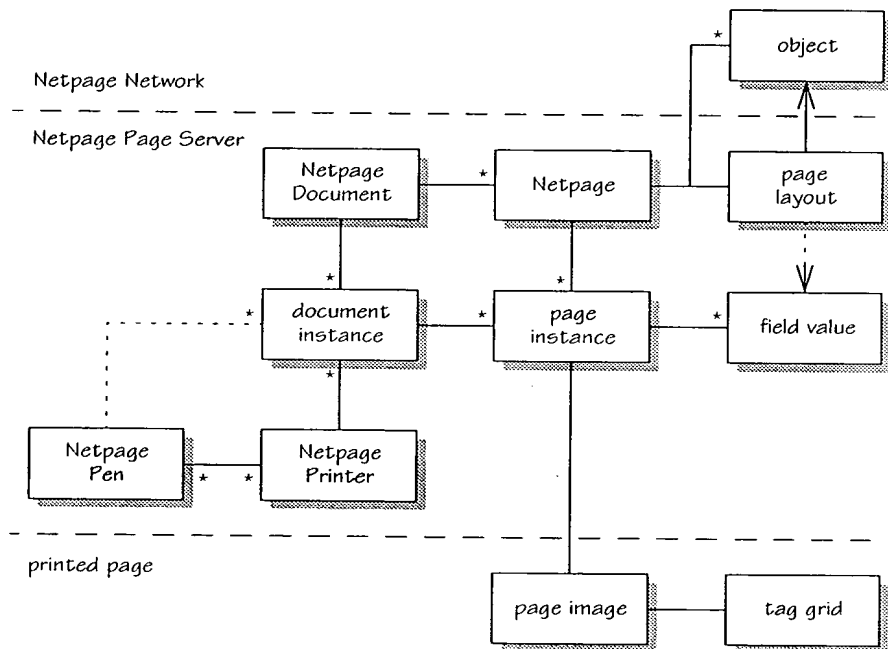 object
Netpage Network
Netpage Page Server
Netpage
Document
Netpage
page
layout
document
instance
page
instance
field value
Netpage
Pen
Netpage
Printer
printed page
page image
tag grid
*
*
*
*
*
*
*
*
*
*